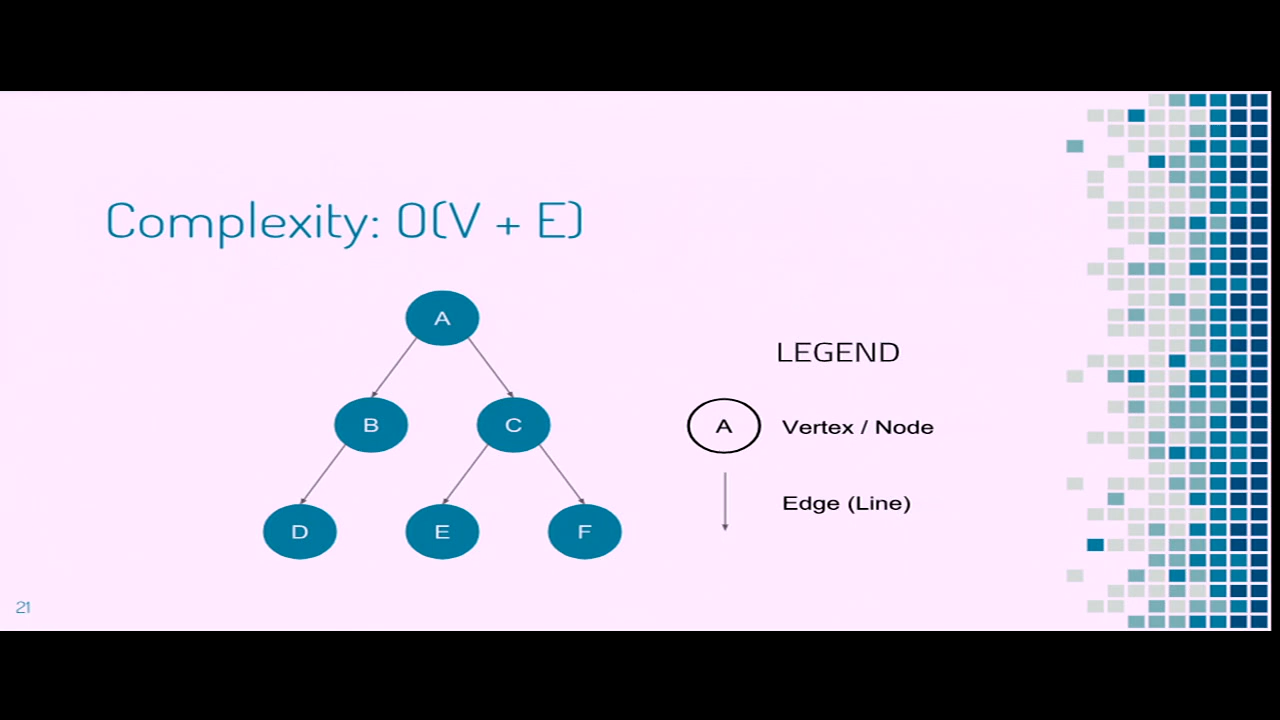 Complexity: O(V + E)
A
B
C
D
E
F
LEGEND
A
Vertex / Node
Edge (Line)
21